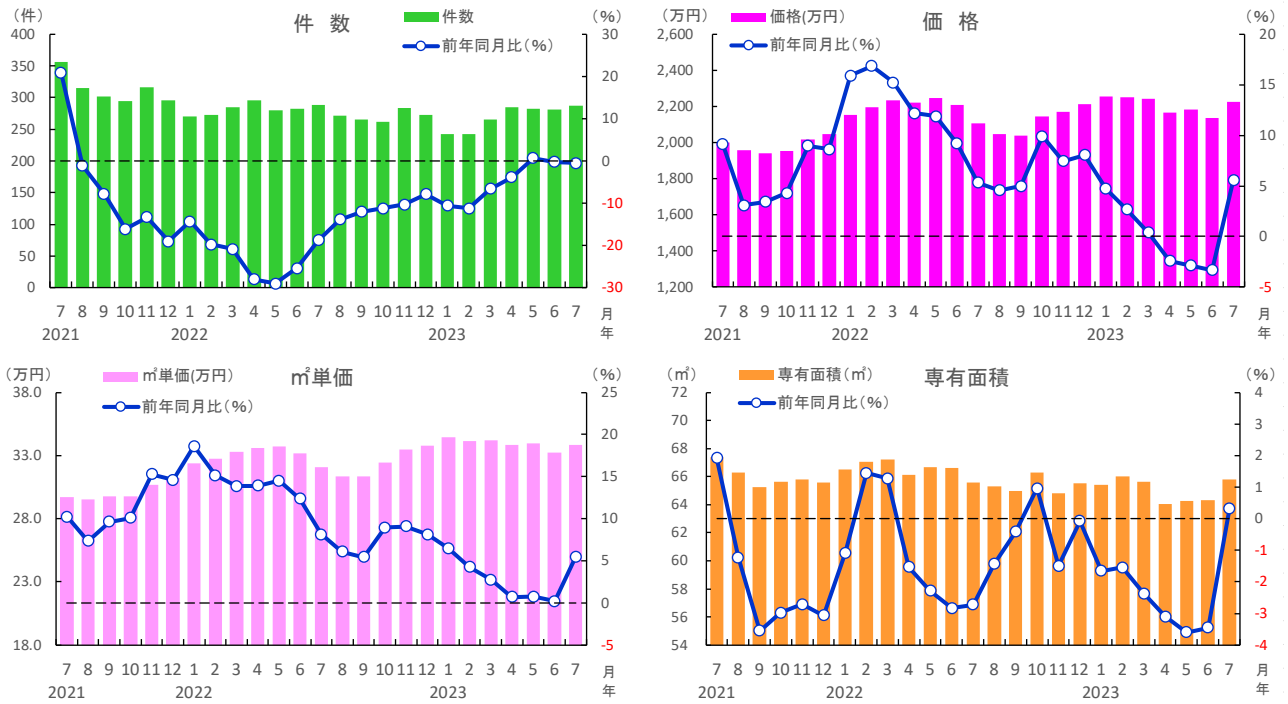 件 数
（件）
件数
前年同月比（％）
（％）
400
350
300
250
200
150
100
50
0
30
20
10
0
-10
-20
-30
7 8 9 10 11 12 1 2 3 4 5 6 7 8 9 10 11 12 1 2 3 4 5 6 7 月
2021 2022 2023 年
価 格
（万円）
価格(万円)
前年同月比（％）
（％）
2,600
2,400
2,200
2,000
1,800
1,600
1,400
1,200
20
15
10
5
0
-5
7 8 9 10 11 12 1 2 3 4 5 6 7 8 9 10 11 12 1 2 3 4 5 6 7 月
2021 2022 2023 年
㎡単価
（万円）
㎡単価(万円)
前年同月比（％）
（％）
38.0
33.0
28.0
23.0
18.0
25
20
15
10
5
0
-5
7 8 9 10 11 12 1 2 3 4 5 6 7 8 9 10 11 12 1 2 3 4 5 6 7 月
2021 2022 2023 年
専有面積
（㎡）
専有面積（㎡）
前年同月比（％）
（％）
72
70
68
66
64
62
60
58
56
54
4
3
2
1
0
-1
-2
-3
-4
7 8 9 10 11 12 1 2 3 4 5 6 7 8 9 10 11 12 1 2 3 4 5 6 7 月
2021 2022 2023 年